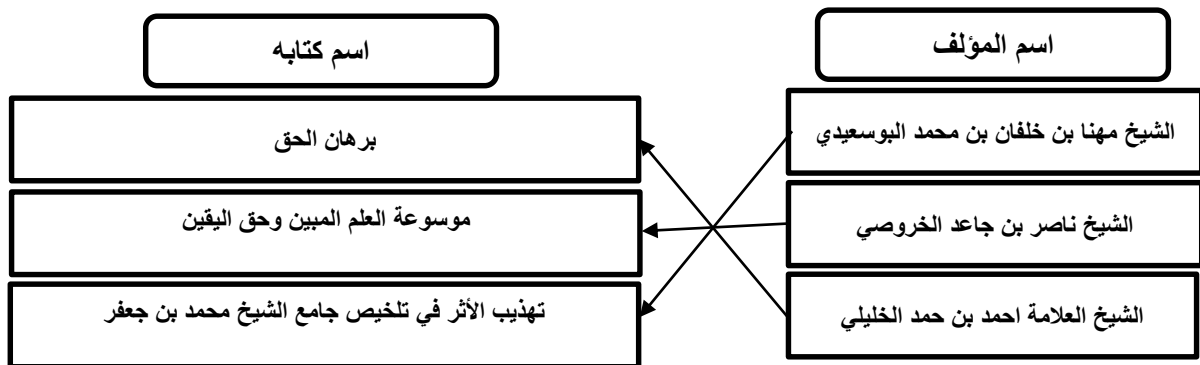 اسم المؤلف
اسم كتابه
الشيخ مهنا بن خلفان بن محمد البوسعيدي
برهان الحق
الشيخ ناصر بن جاعد الخروصي
موسوعة العلم المبين وحق اليقين
الشيخ العلامة احمد بن حمد الخليلي
تهذيب الأثر في تلخيص جامع الشيخ محمد بن جعفر